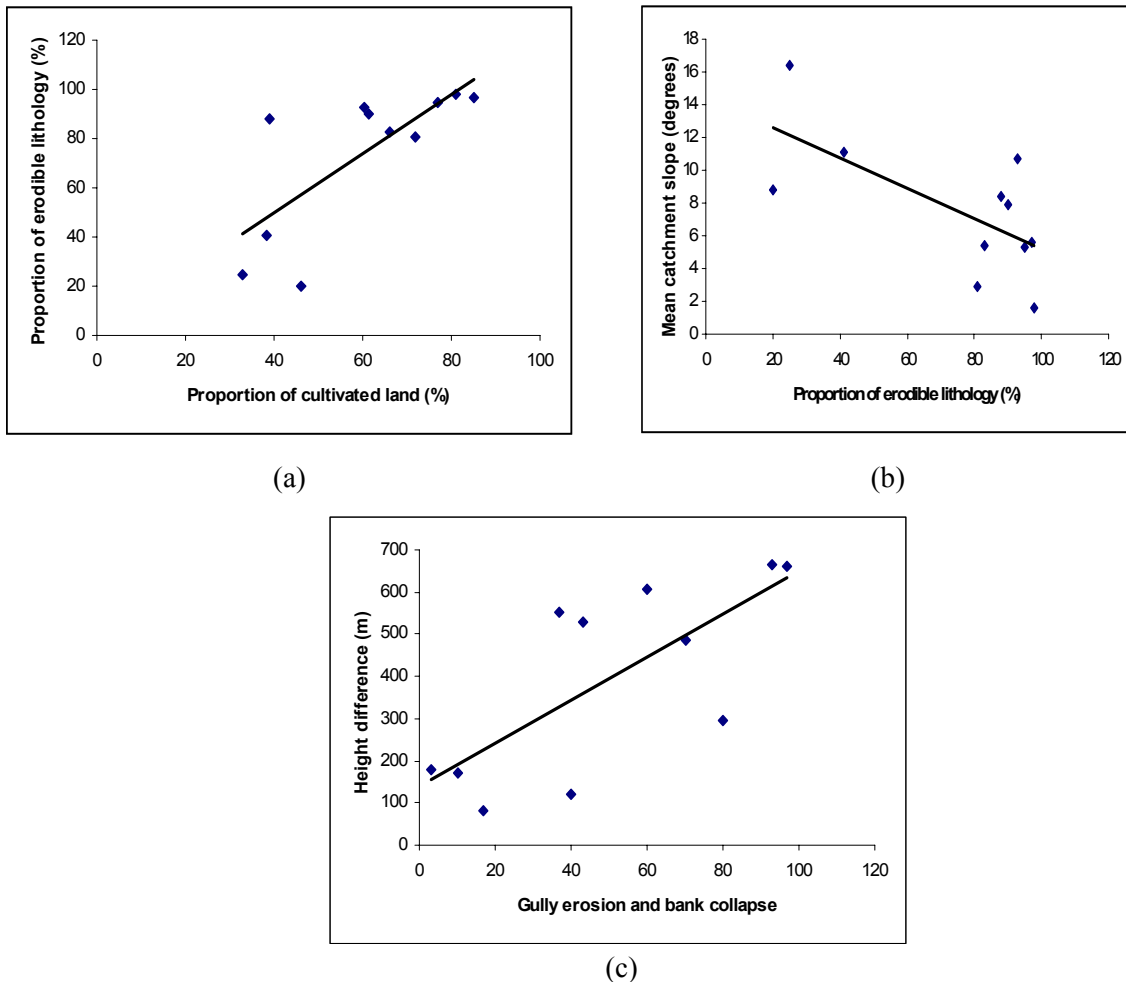 120
100
80
60
40
20
0
0 20 40 60 80 100
Proportion of erodible lithology (%)
Proportion of cultivated land (%)
(a)
18
16
14
12
10
8
6
4
2
0
0 20 40 60 80 100 120
Mean catchment slope (degrees)
Proportion of erodible lithology (%)
(b)
700
600
500
400
300
200
100
0
0 20 40 60 80 100 120
Height difference (m)
Gully erosion and bank collapse
(c)